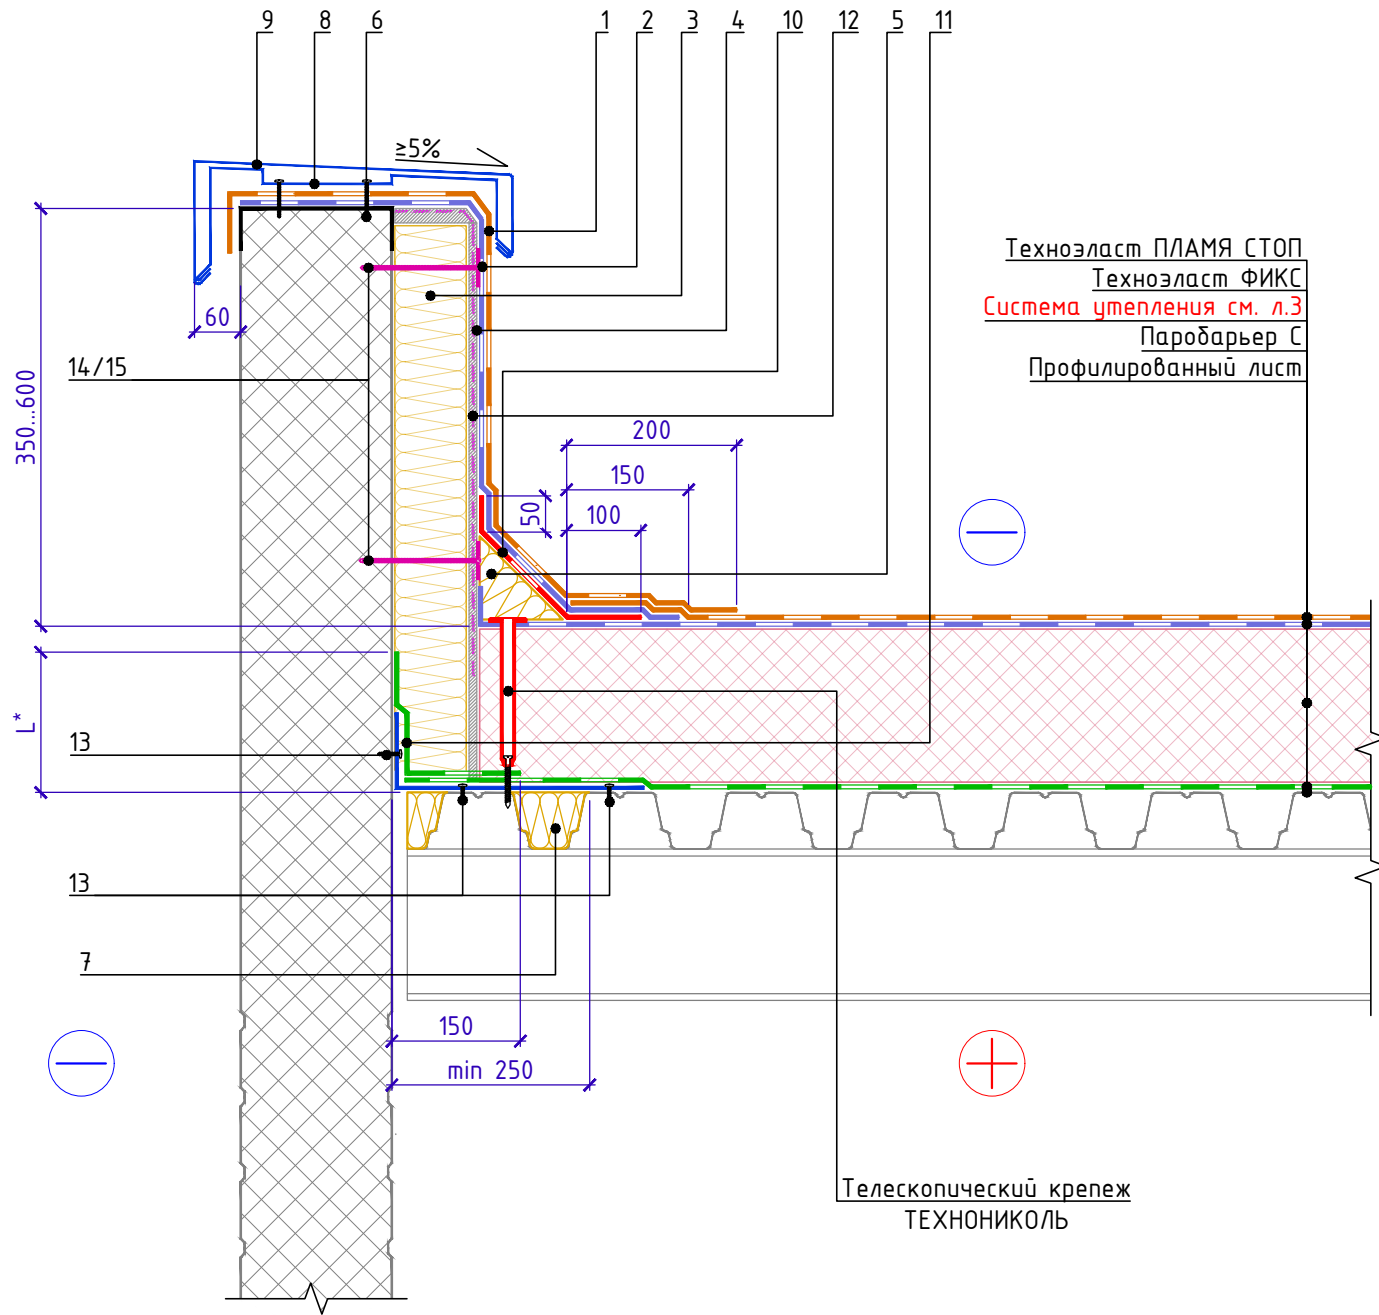 9 8 6 1 2 3 4 10 12 5 11
≥5%
Техноэласт ПЛАМЯ СТОП
Техноэласт ФИКС
Система утепления см. л.3
Паробарьер С
Профилированный лист
60
14/15
350...600
200
150
100
50
L*
13
13
7
150
min 250
Телескопический крепеж
ТЕХНОНИКОЛЬ